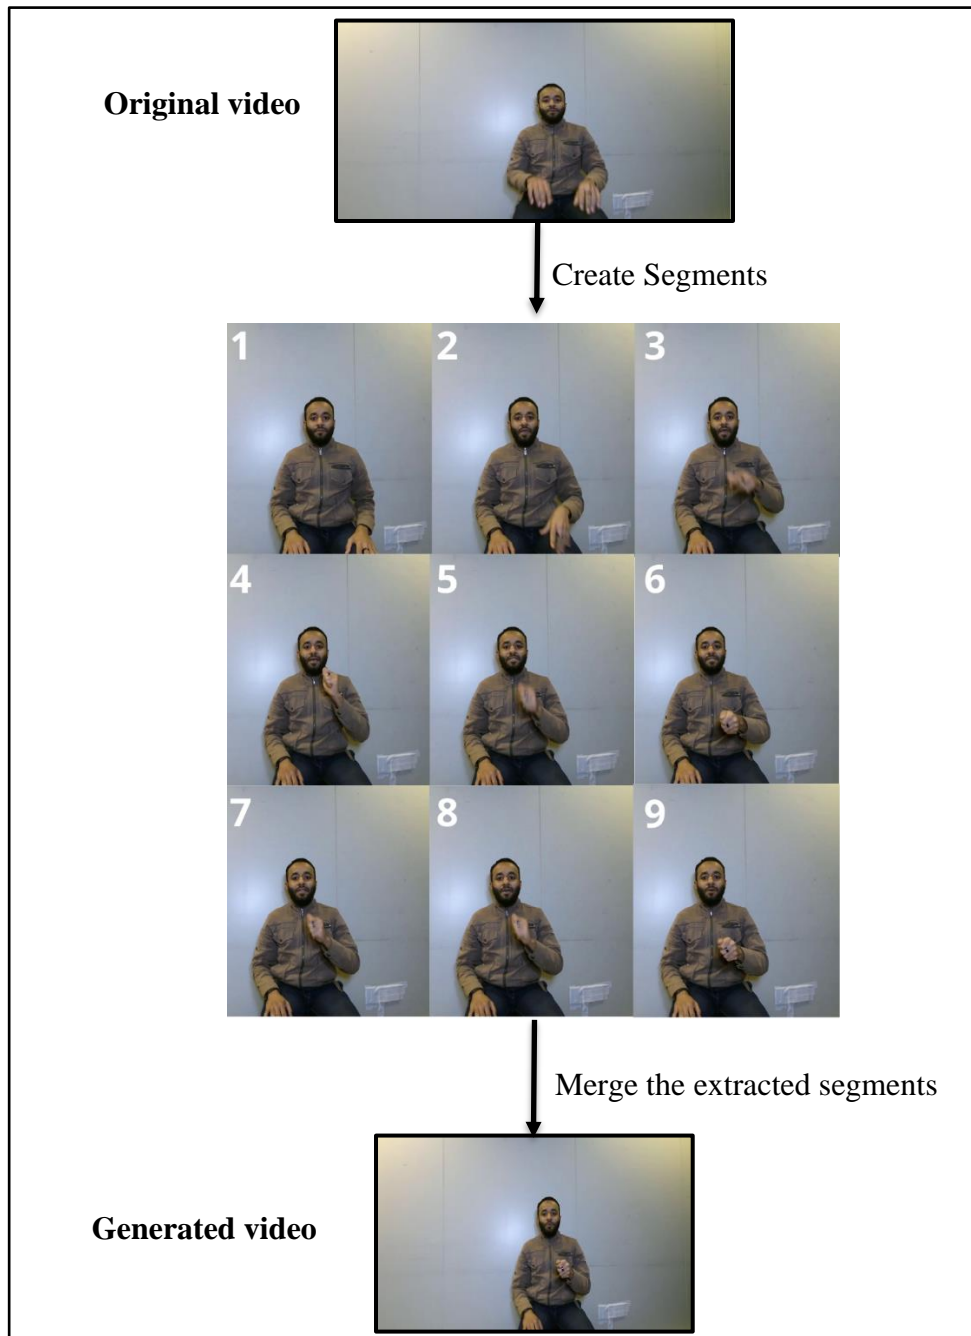 Original video
Create Segments
1 2 3
4 5 6
7 8 9
Merge the extracted segments
Generated video